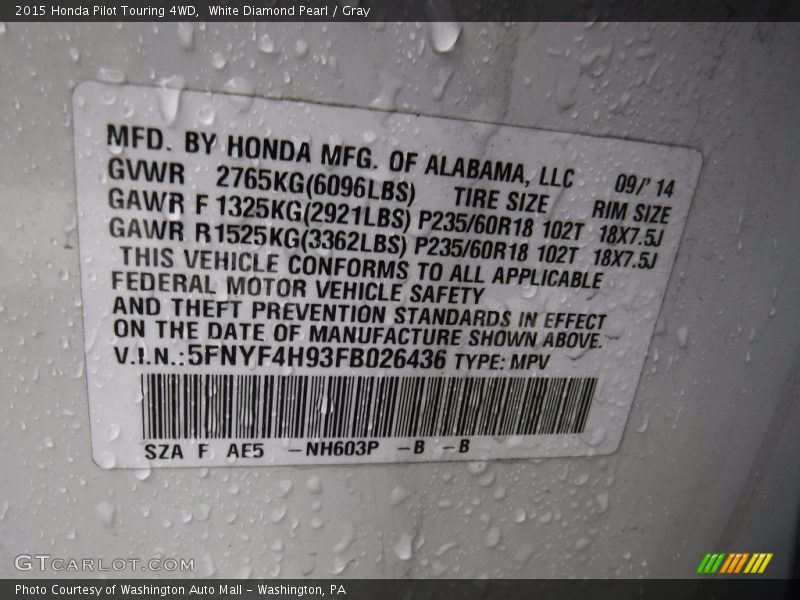 2015 Honda Pilot Touring 4WD,  White Diamond Pearl / Gray
MFD. BY HONDA MFG. OF ALABAMA, LLC 09/' 14
GVWR 2765KG(6096LBS) TIRE SIZE RIM SIZE
GAWR F 1325KG(2921LBS) P235/60R18 102T 18X7.5J
GAWR R1525KG(3362LBS) P235/60R18 102T 18X7.5J
THIS VEHICLE CONFORMS TO ALL APPLICABLE
FEDERAL MOTOR VEHICLE SAFETY
AND THEFT PREVENTION STANDARDS IN EFFECT
ON THE DATE OF MANUFACTURE SHOWN ABOVE.
V.I.N.:5FNYF4H93FB026436 TYPE: MPV
SZA F AE5 -NH603P -B -B
GTCARLOT.COM
Photo Courtesy of Washington Auto Mall - Washington, PA